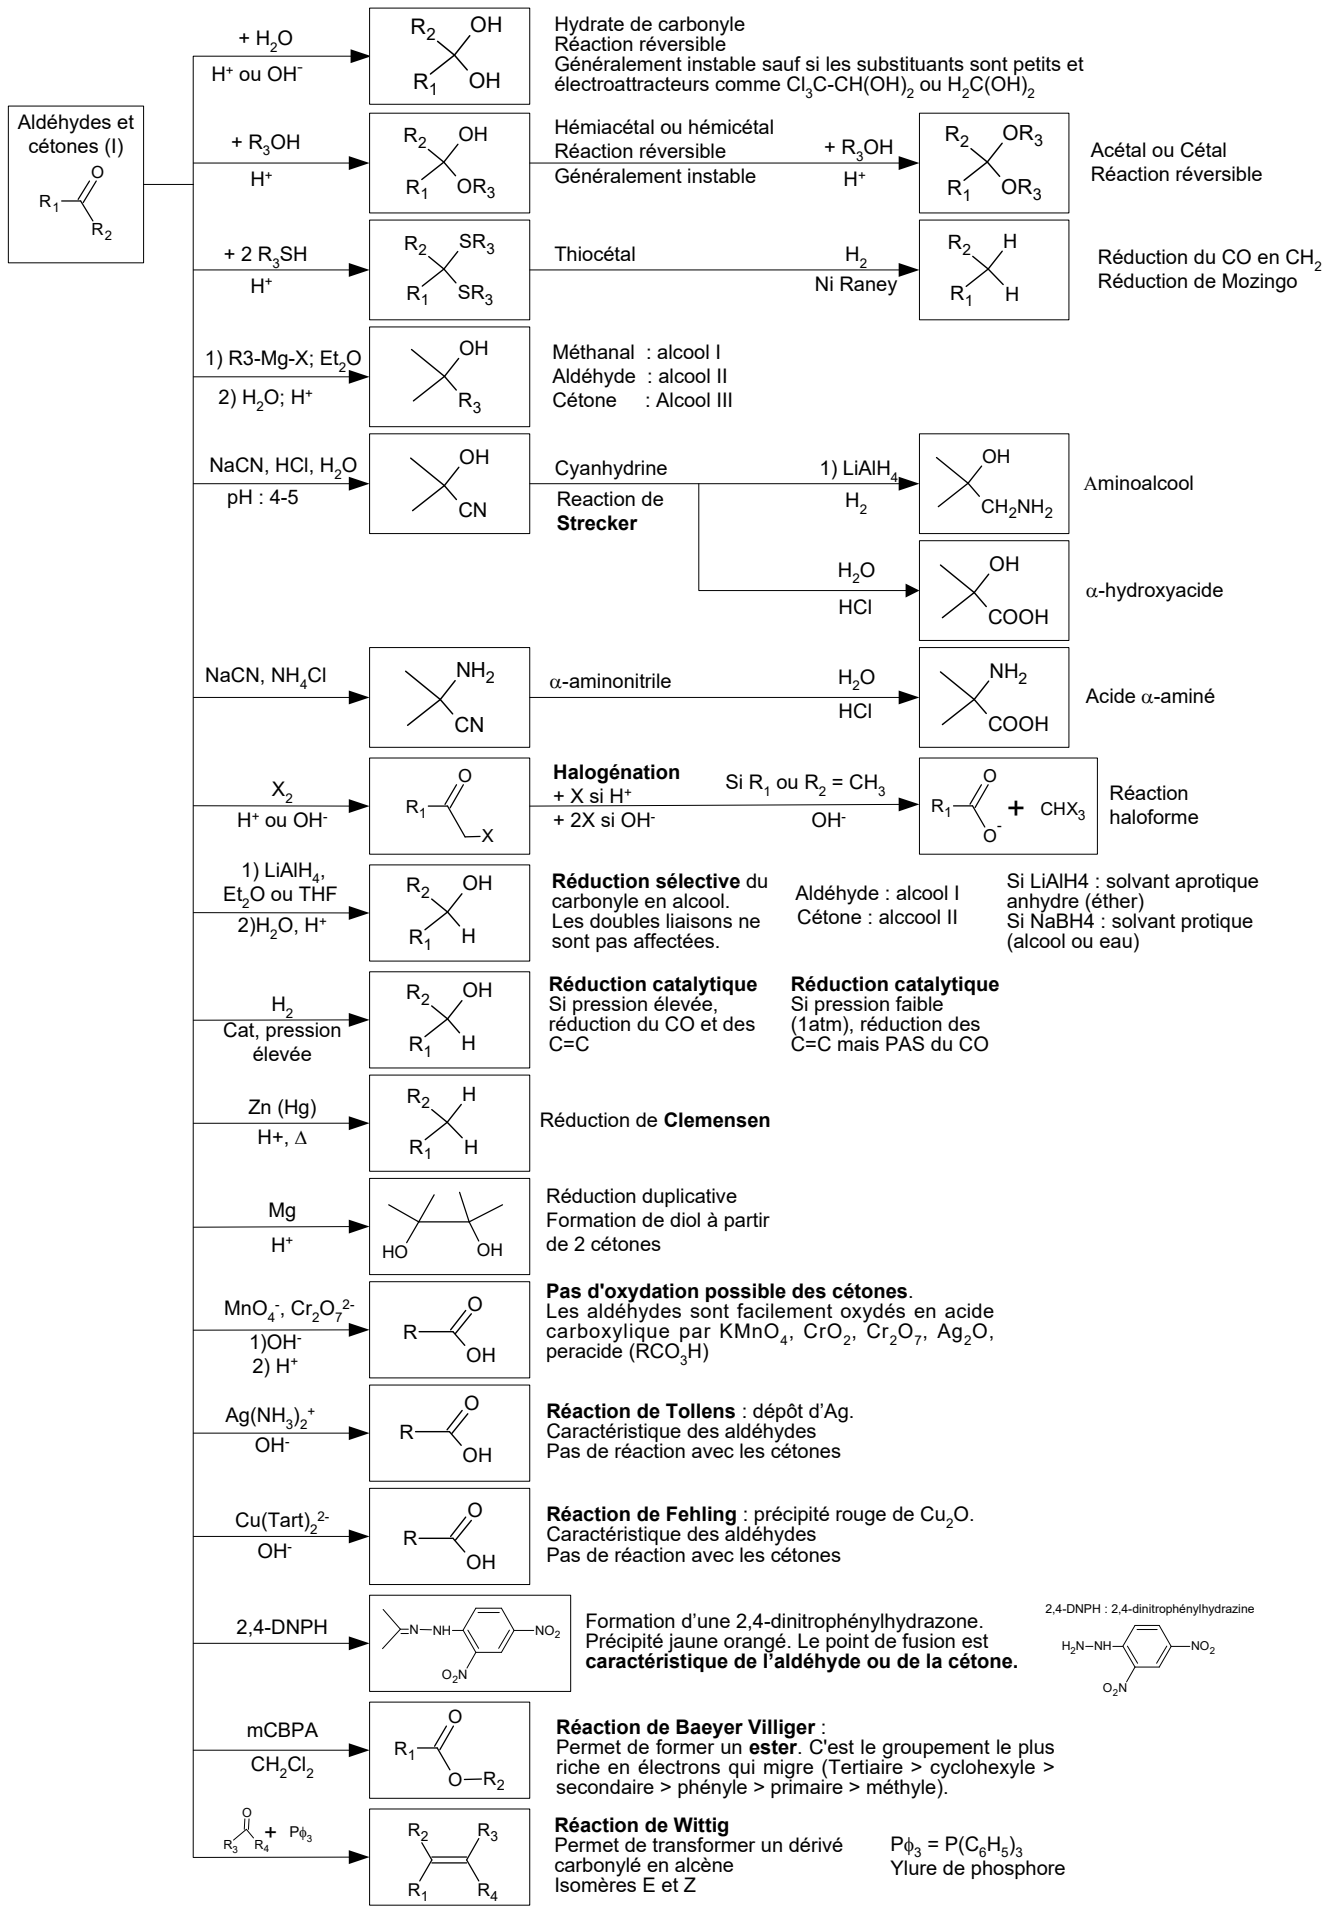 Aldéhydes et
cétones (I)
O
R1
R2
+ H2O
H+ ou OH-
R2 OH
R1 OH
Hydrate de carbonyle
Réaction réversible
Généralement instable sauf si les substituants sont petits et
électroattracteurs comme Cl3C-CH(OH)2 ou H2C(OH)2
+ R3OH
H+
R2 OH
R1 OR3
Hémiacétal ou hémicétal
Réaction réversible
Généralement instable
+ R3OH
H+
R2 OR3
R1 OR3
Acétal ou Cétal
Réaction réversible
+ 2 R3SH
H+
R2 SR3
R1 SR3
Thiocétal
H2
Ni Raney
R2 H
R1 H
Réduction du CO en CH2
Réduction de Mozingo
1) R3-Mg-X; Et2O
2) H2O; H+
OH
R3
Méthanal : alcool I
Aldéhyde : alcool II
Cétone : Alcool III
NaCN, HCl, H2O
pH : 4-5
OH
CN
Cyanhydrine
Reaction de
Strecker
1) LiAlH4
H2
OH
CH2NH2
Aminoalcool
H2O
HCl
OH
COOH
α-hydroxyacide
NaCN, NH4Cl
NH2
CN
α-aminonitrile
H2O
HCl
NH2
COOH
Acide α-aminé
X2
H+ ou OH-
O
R1
X
Halogénation
+ X si H+
+ 2X si OH-
Si R1 ou R2 = CH3
OH-
O
R1
O-
+ CHX3
Réaction
haloforme
1) LiAlH4,
Et2O ou THF
2)H2O, H+
R2 OH
R1 H
Réduction sélective du
carbonyle en alcool.
Les doubles liaisons ne
sont pas affectées.
Aldéhyde : alcool I
Cétone : alccool II
Si LiAlH4 : solvant aprotique
anhydre (éther)
Si NaBH4 : solvant protique
(alcool ou eau)
H2
Cat, pression
élevée
R2 OH
R1 H
Réduction catalytique
Si pression élevée,
réduction du CO et des
C=C
Réduction catalytique
Si pression faible
(1atm), réduction des
C=C mais PAS du CO
Zn (Hg)
H+, Δ
R2 H
R1 H
Réduction de Clemensen
Mg
H+
HO OH
Réduction duplicative
Formation de diol à partir
de 2 cétones
MnO4-, Cr2O7 2-
1)OH-
2) H+
O
R
OH
Pas d'oxydation possible des cétones.
Les aldéhydes sont facilement oxydés en acide
carboxylique par KMnO4, CrO2, Cr2O7, Ag2O,
peracide (RCO3H)
Ag(NH3)2+
OH-
O
R
OH
Réaction de Tollens : dépôt d’Ag.
Caractéristique des aldéhydes
Pas de réaction avec les cétones
Cu(Tart)2 2-
OH-
O
R
OH
Réaction de Fehling : précipité rouge de Cu2O.
Caractéristique des aldéhydes
Pas de réaction avec les cétones
2,4-DNPH
N NH NO2
O2N
Formation d’une 2,4-dinitrophénylhydrazone.
Précipité jaune orangé. Le point de fusion est
caractéristique de l’aldéhyde ou de la cétone.
2,4-DNPH : 2,4-dinitrophénylhydrazine
H2N NH NO2
O2N
mCBPA
CH2Cl2
O
R1
O R2
Réaction de Baeyer Villiger :
Permet de former un ester. C'est le groupement le plus
riche en électrons qui migre (Tertiaire > cyclohexyle >
secondaire > phényle > primaire > méthyle).
O
R3 R4 + Pϕ3
R2 R3
R1 R4
Réaction de Wittig
Permet de transformer un dérivé
carbonylé en alcène
Isomères E et Z
Pϕ3 = P(C6H5)3
Ylure de phosphore